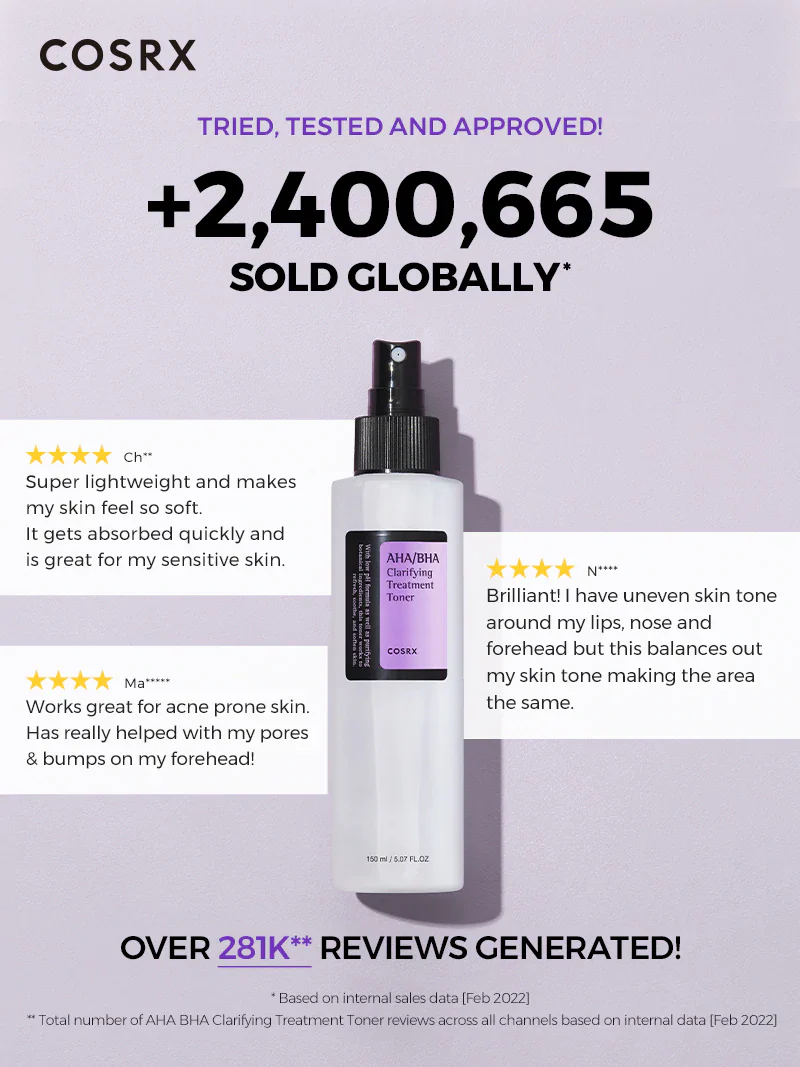 COSRX
TRIED, TESTED AND APPROVED!
+2,400,665
SOLD GLOBALLY*
Ch**
Super lightweight and makes
my skin feel so soft.
It gets absorbed quickly and
is great for my sensitive skin.
N****
Brilliant! I have uneven skin tone
around my lips, nose and
forehead but this balances out
my skin tone making the area
the same.
Ma*****
Works great for acne prone skin.
Has really helped with my pores
& bumps on my forehead!
With low pH formula as well as purifying
botanical ingredients, this toner works to
refresh, soothe, and soften skin.
AHA/BHA
Clarifying
Treatment
Toner
COSRX
150 ml / 5.07 FL.OZ
OVER 281K** REVIEWS GENERATED!
* Based on internal sales data [Feb 2022]
** Total number of AHA BHA Clarifying Treatment Toner reviews across all channels based on internal data [Feb 2022]